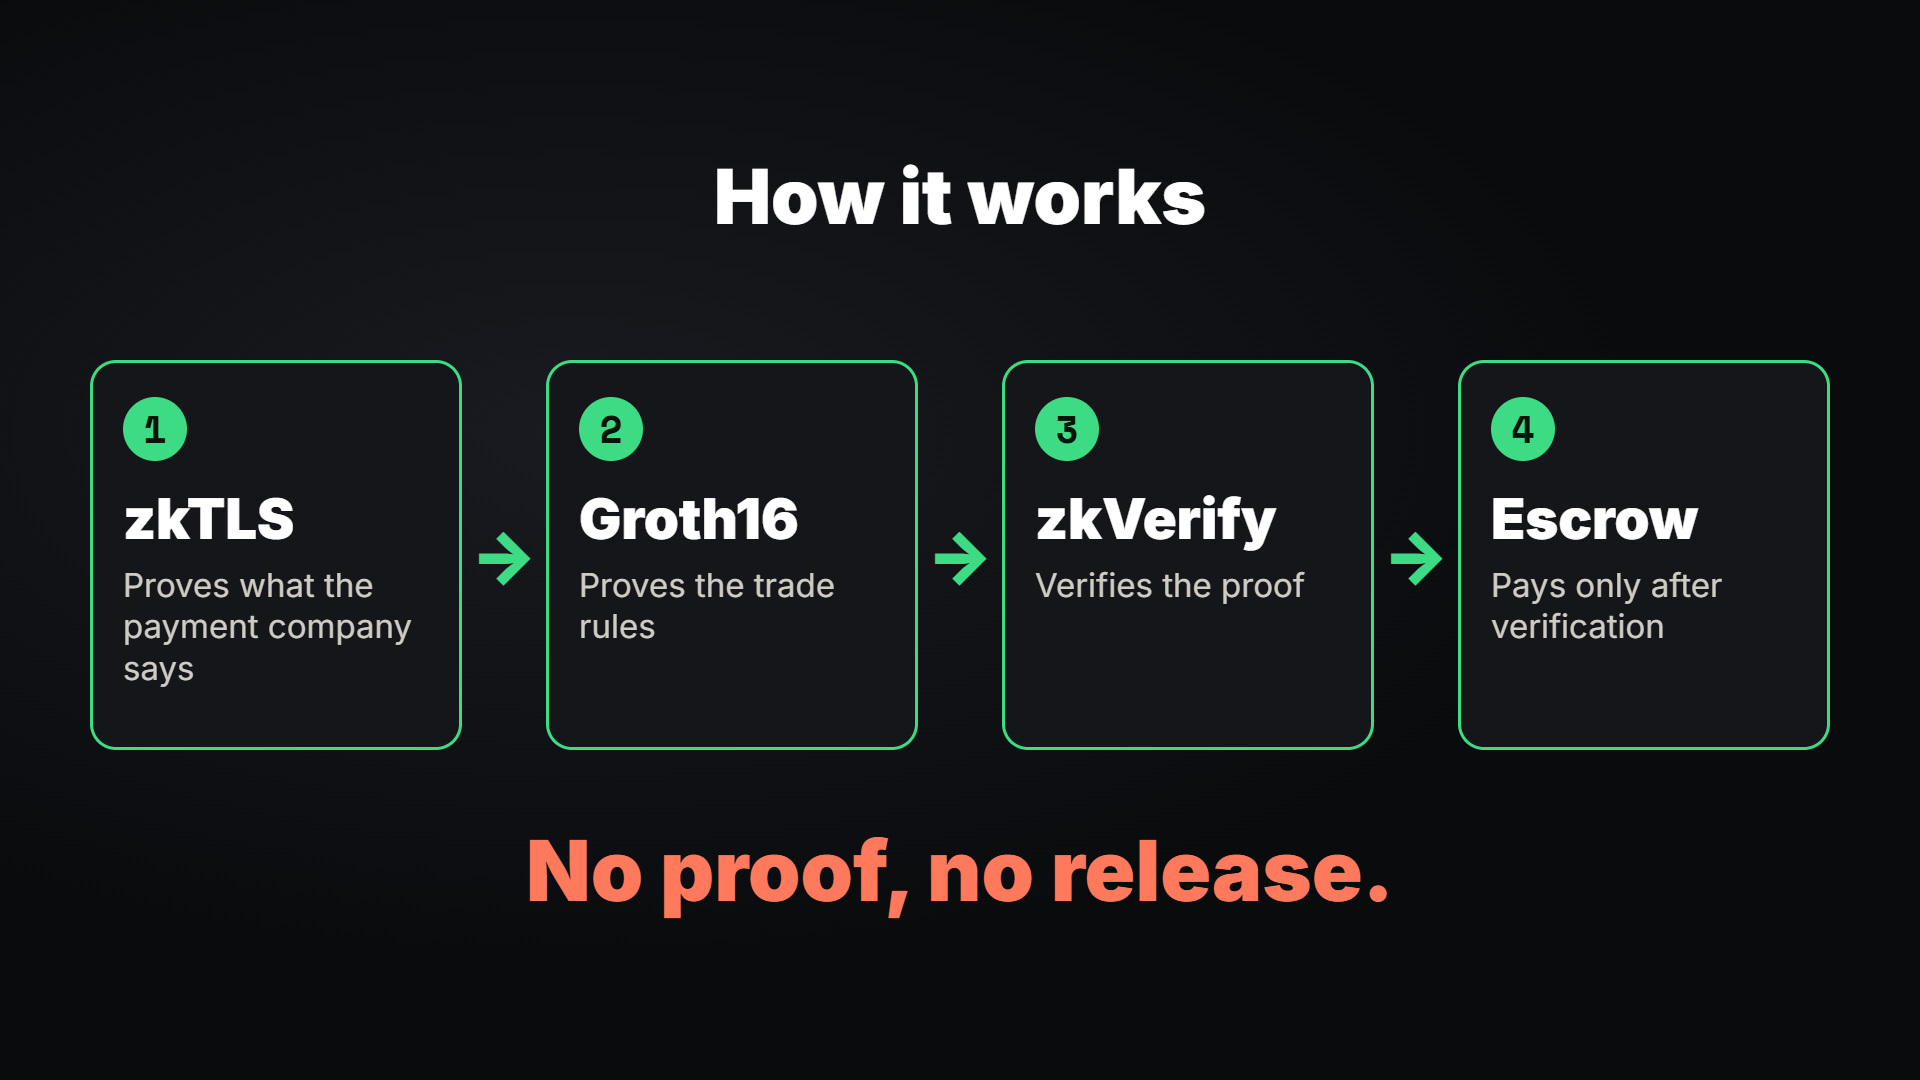 How it works
1
zkTLS
Proves what the
payment company
says
2
Groth16
Proves the trade
rules
3
zkVerify
Verifies the proof
4
Escrow
Pays only after
verification
No proof, no release.